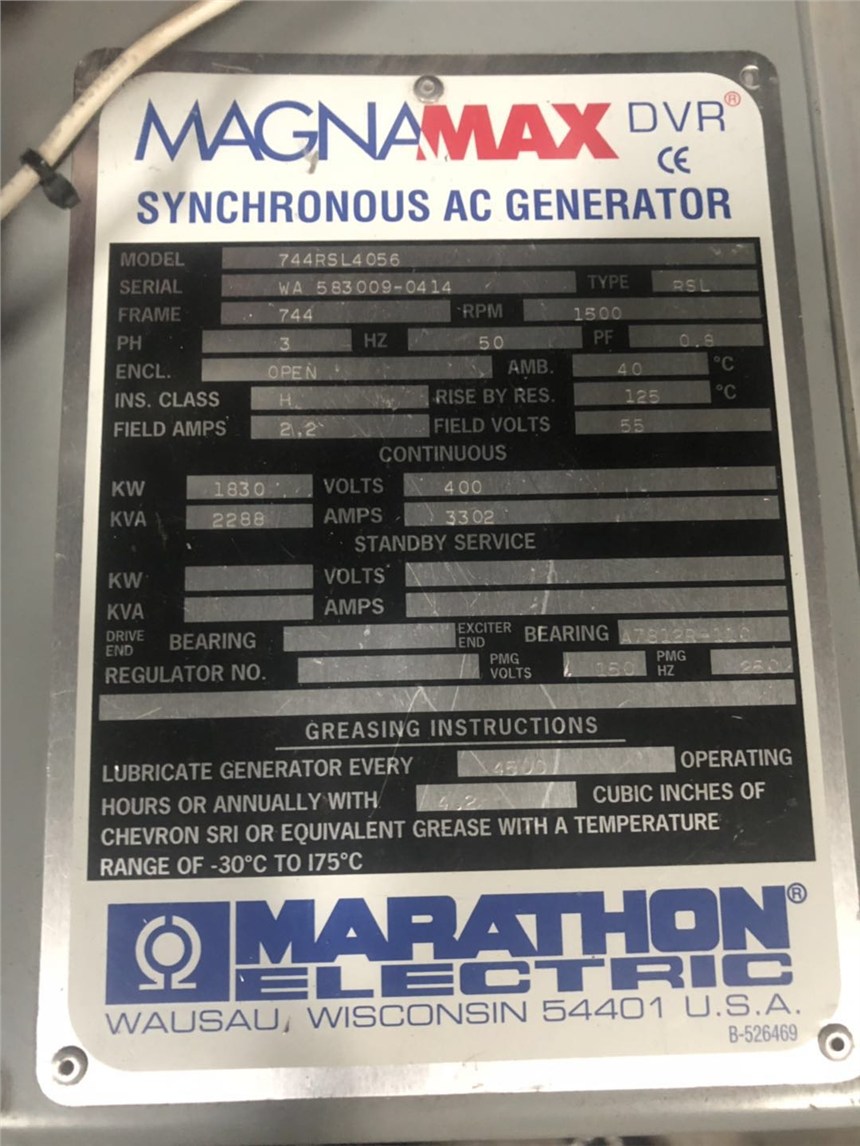 MAGNAMAX DVR®
CE
SYNCHRONOUS AC GENERATOR
MODEL 744RSL4056
SERIAL WA 583009-0414 TYPE RSL
FRAME 744 RPM 1500
PH 3 HZ 50 PF 0.8
ENCL. OPEN AMB. 40 °C
INS. CLASS H RISE BY RES. 125 °C
FIELD AMPS 2.2 FIELD VOLTS 55
CONTINUOUS
KW 1830 VOLTS 400
KVA 2288 AMPS 3302
STANDBY SERVICE
KW VOLTS
KVA AMPS
DRIVE END BEARING EXCITER END BEARING
REGULATOR NO. PMG VOLTS 180 PMG HZ 250
GREASING INSTRUCTIONS
LUBRICATE GENERATOR EVERY 4500 OPERATING
HOURS OR ANNUALLY WITH 4.2 CUBIC INCHES OF
CHEVRON SRI OR EQUIVALENT GREASE WITH A TEMPERATURE
RANGE OF -30°C TO 175°C
MARATHON®
ELECTRIC
WAUSAU, WISCONSIN 54401 U.S.A.
B-526469